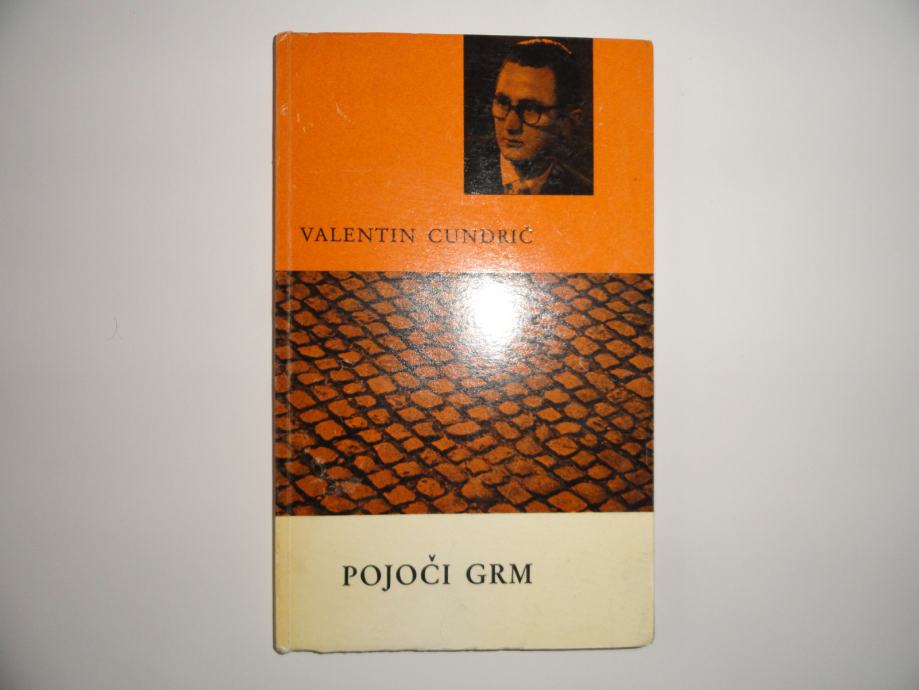 VALENTIN CUNDRIČ
POJOČI GRM